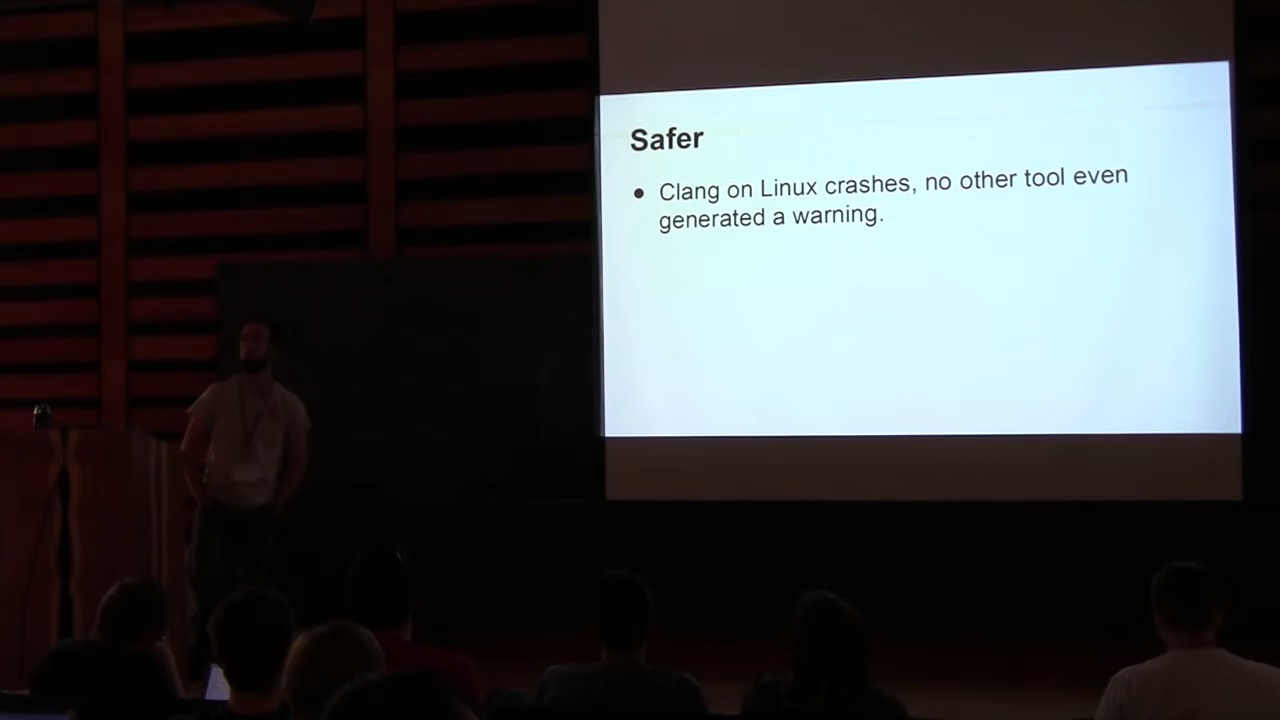 Safer
● Clang on Linux crashes, no other tool even
generated a warning.